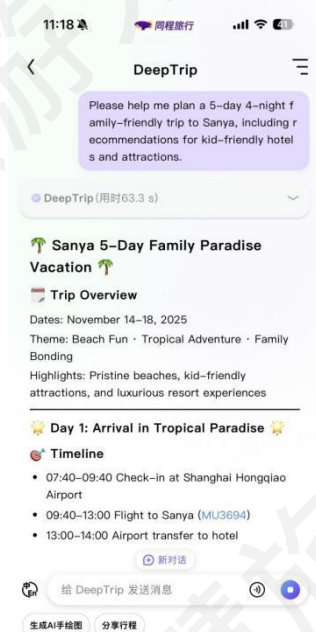 11:18
同程旅行
41
DeepTrip
Please help me plan a 5-day 4-night f
amily-friendly trip to Sanya, including r
ecommendations for kid-friendly hotel
s and attractions.
DeepTrip(用时63.3 s)
Sanya 5-Day Family Paradise
Vacation
Trip Overview
Dates: November 14–18, 2025
Theme: Beach Fun · Tropical Adventure · Family
Bonding
Highlights: Pristine beaches, kid-friendly
attractions, and luxurious resort experiences
Day 1: Arrival in Tropical Paradise
Timeline
• 07:40–09:40 Check-in at Shanghai Hongqiao
Airport
• 09:40–13:00 Flight to Sanya (MU3694)
• 13:00–14:00 Airport transfer to hotel
新对话
中En
给 DeepTrip 发送消息
生成AI手绘图 分享行程